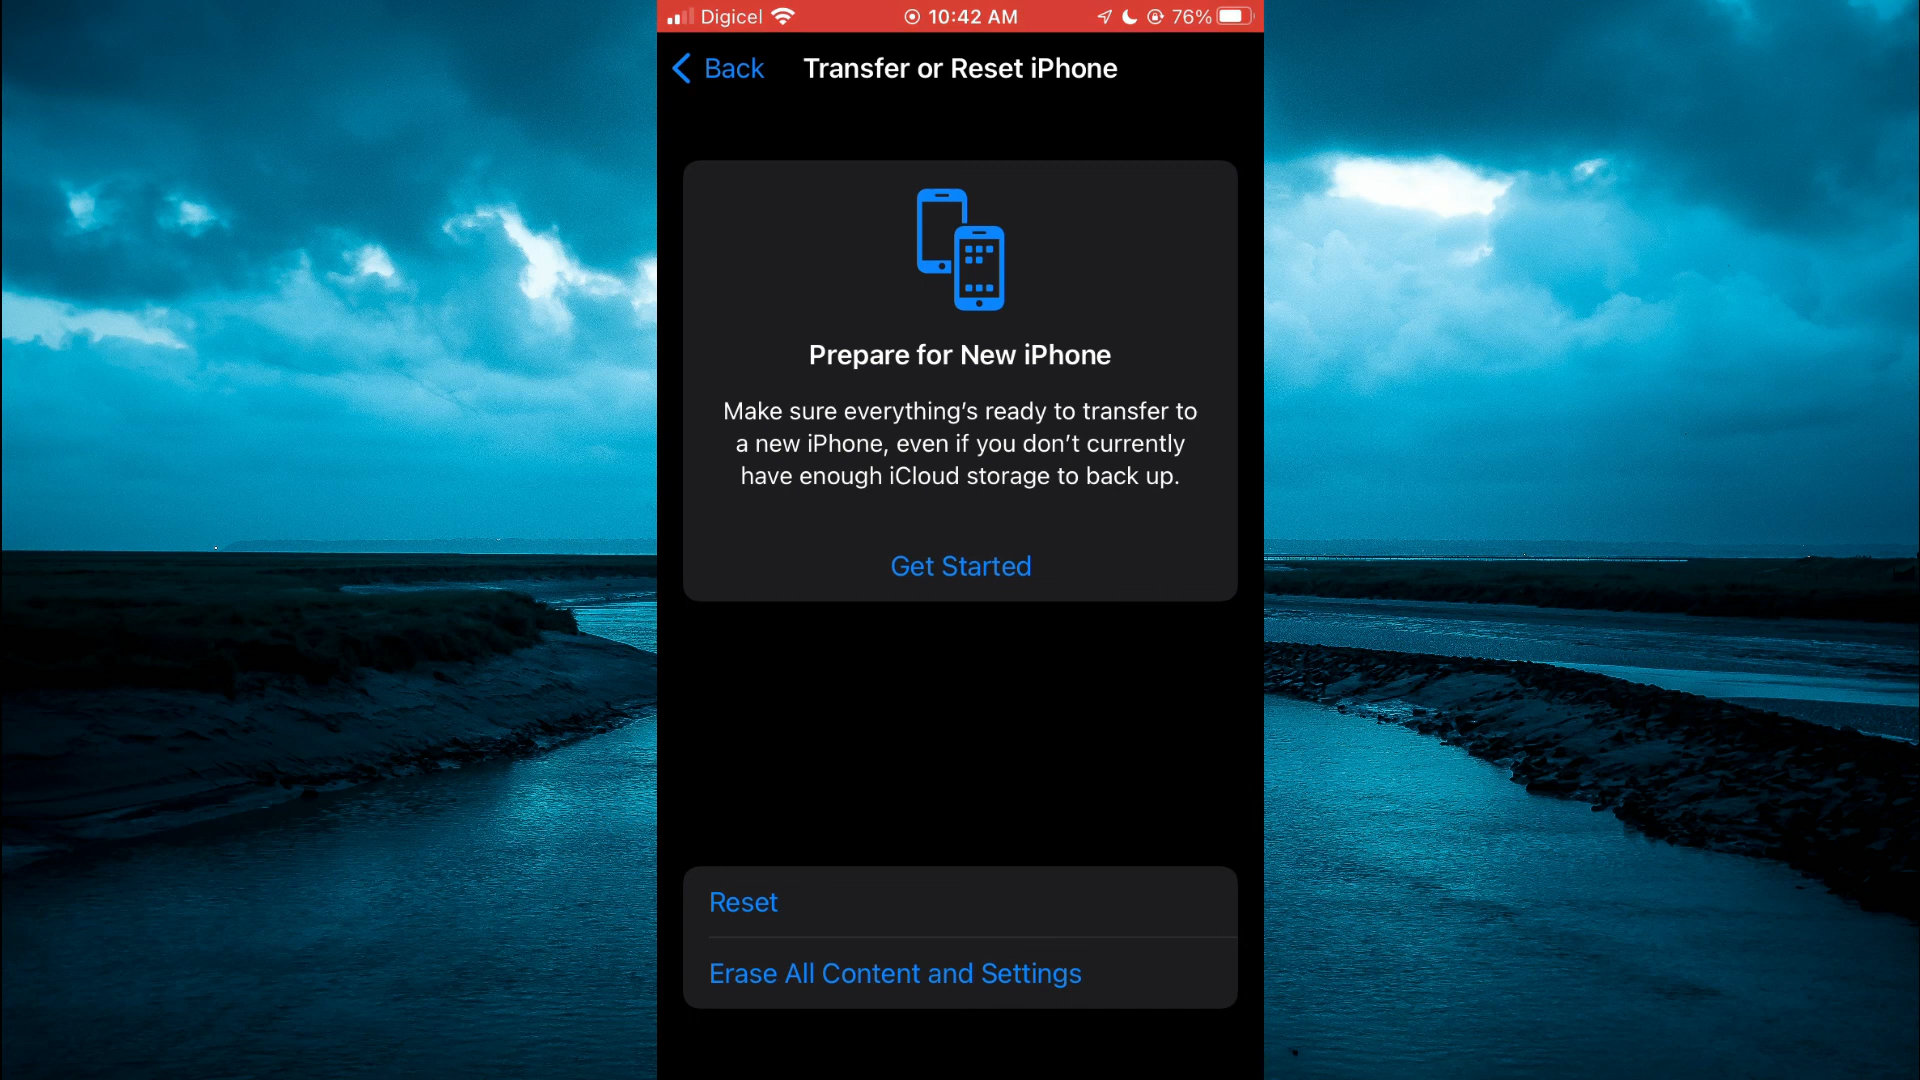 Digicel 10:42 AM 76%
Back Transfer or Reset iPhone
Prepare for New iPhone
Make sure everything’s ready to transfer to
a new iPhone, even if you don’t currently
have enough iCloud storage to back up.
Get Started
Reset
Erase All Content and Settings